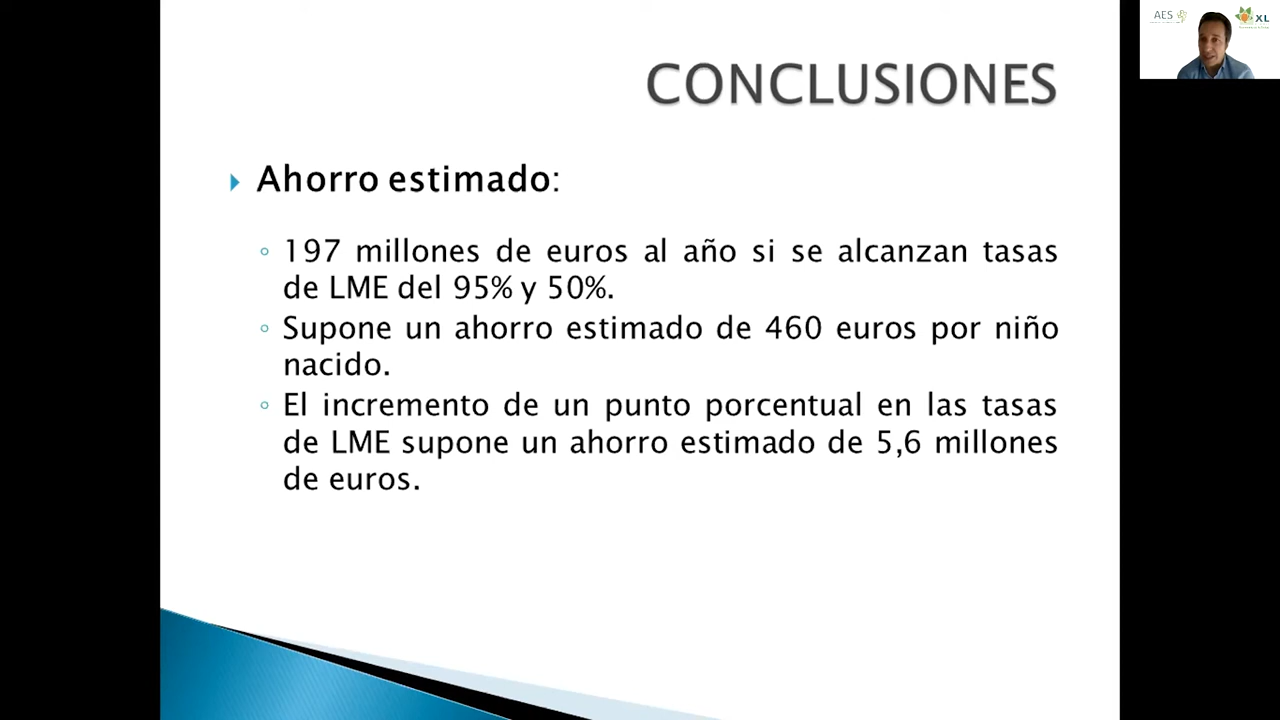 AES
XL
CONCLUSIONES
Ahorro estimado:
197 millones de euros al año si se alcanzan tasas
de LME del 95% y 50%.
Supone un ahorro estimado de 460 euros por niño
nacido.
El incremento de un punto porcentual en las tasas
de LME supone un ahorro estimado de 5,6 millones
de euros.